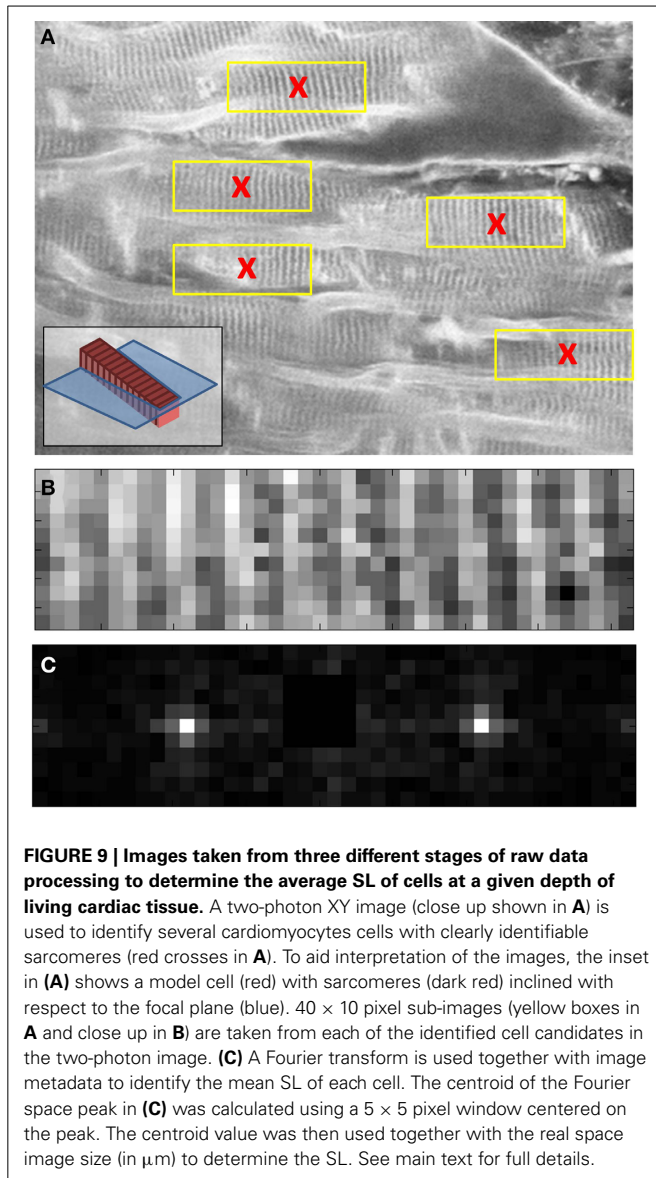 A
X
X
X
X
X
B
C
FIGURE 9 | Images taken from three different stages of raw data
processing to determine the average SL of cells at a given depth of
living cardiac tissue. A two-photon XY image (close up shown in A) is
used to identify several cardiomyocytes cells with clearly identifiable
sarcomeres (red crosses in A). To aid interpretation of the images, the inset
in (A) shows a model cell (red) with sarcomeres (dark red) inclined with
respect to the focal plane (blue). 40 × 10 pixel sub-images (yellow boxes in
A and close up in B) are taken from each of the identified cell candidates in
the two-photon image. (C) A Fourier transform is used together with image
metadata to identify the mean SL of each cell. The centroid of the Fourier
space peak in (C) was calculated using a 5 × 5 pixel window centered on
the peak. The centroid value was then used together with the real space
image size (in μm) to determine the SL. See main text for full details.